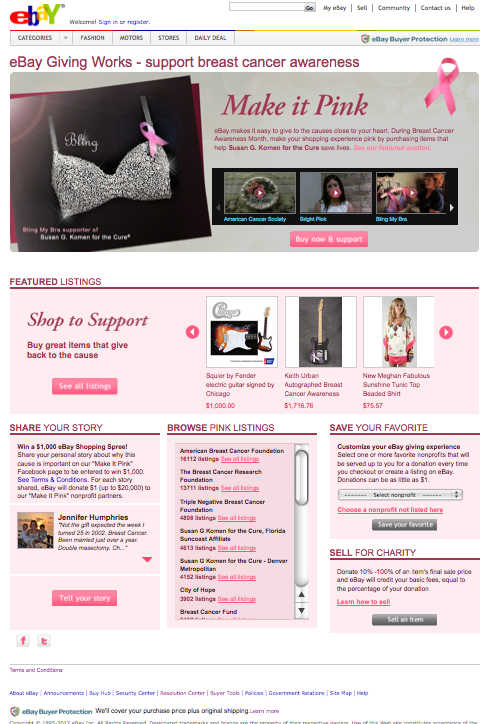 Go
My eBay | Sell | Community | Contact us | Help
ebay
Welcome! Sign in or register.
CATEGORIES FASHION MOTORS STORES DAILY DEAL
eBay Buyer Protection Learn more
eBay Giving Works - support breast cancer awareness
Make it Pink
eBay makes it easy to give to the causes close to your heart. During Breast Cancer
Awareness Month, make your shopping experience pink by purchasing items that
help Susan G. Komen for the Cure save lives. See our featured auction.
Bling
Bling My Bra supporter of
Susan G. Komen for the Cure®
American Cancer Society
Bright Pink
Bling My Bra
Buy now & support
FEATURED LISTINGS
Shop to Support
Buy great items that give
back to the cause
See all listings
Chicago
Squier by Fender
electric guitar signed by
Chicago
$1,000.00
Keith Urban
Autographed Breast
Cancer Awareness
$1,716.76
New Meghan Fabulous
Sunshine Tunic Top
Beaded Shirt
$75.57
SHARE YOUR STORY
Win a $1,000 eBay Shopping Spree!
Share your personal story about why this
cause is important on our "Make It Pink"
Facebook page to be entered to win $1,000.
See Terms & Conditions. For each story
shared, eBay will donate $1 (up to $20,000) to
our "Make It Pink" nonprofit partners.
Jennifer Humphries
"Not the gift expected the week I
turned 25 in 2002. Breast Cancer.
Been married just over a year.
Double mastectomy. Ch..."
Tell your story
BROWSE PINK LISTINGS
American Breast Cancer Foundation
16112 listings See all listings
The Breast Cancer Research
Foundation
13711 listings See all listings
Triple Negative Breast Cancer
Foundation
4898 listings See all listings
Susan G. Komen for the Cure, Florida
Suncoast Affiliate
4613 listings See all listings
Susan G. Komen for the Cure - Denver
Metropolitan
4152 listings See all listings
City of Hope
3902 listings See all listings
Breast Cancer Fund
SAVE YOUR FAVORITE
Customize your eBay giving experience
Select one or more favorite nonprofits that
will be served up to you for a donation every time
you checkout or create a listing on eBay.
Donations can be as little as $1.
------- Select nonprofit -------
Choose a nonprofit not listed here
Save your favorite
SELL FOR CHARITY
Donate 10% -100% of an item's final sale price
and eBay will credit your basic fees, equal to
the percentage of your donation
Learn how to sell
Sell an item
f t
Terms and Conditions
About eBay | Announcements | Buy Hub | Security Center | Resolution Center | Buyer Tools | Policies | Government Relations | Site Map | Help
eBay Buyer Protection We'll cover your purchase price plus original shipping. Learn more
Copyright © 1995-2012 eBay Inc. All Rights Reserved. Designated trademarks and brands are the property of their respective owners. Use of this Web site constitutes acceptance of the